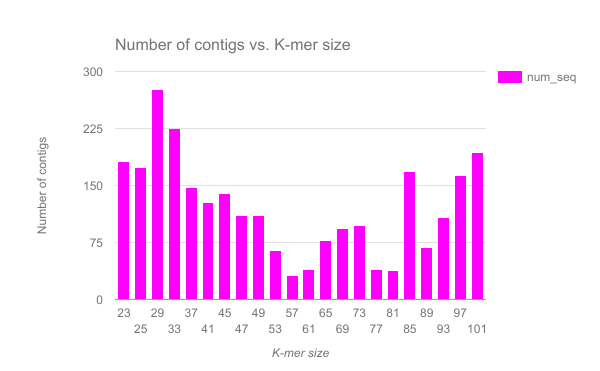 Number of contigs vs. K-mer size
num_seq
Number of contigs
300
225
150
75
0
23 29 37 45 49 57 65 73 81 89 97
25 33 41 47 53 61 69 77 85 93 101
K-mer size